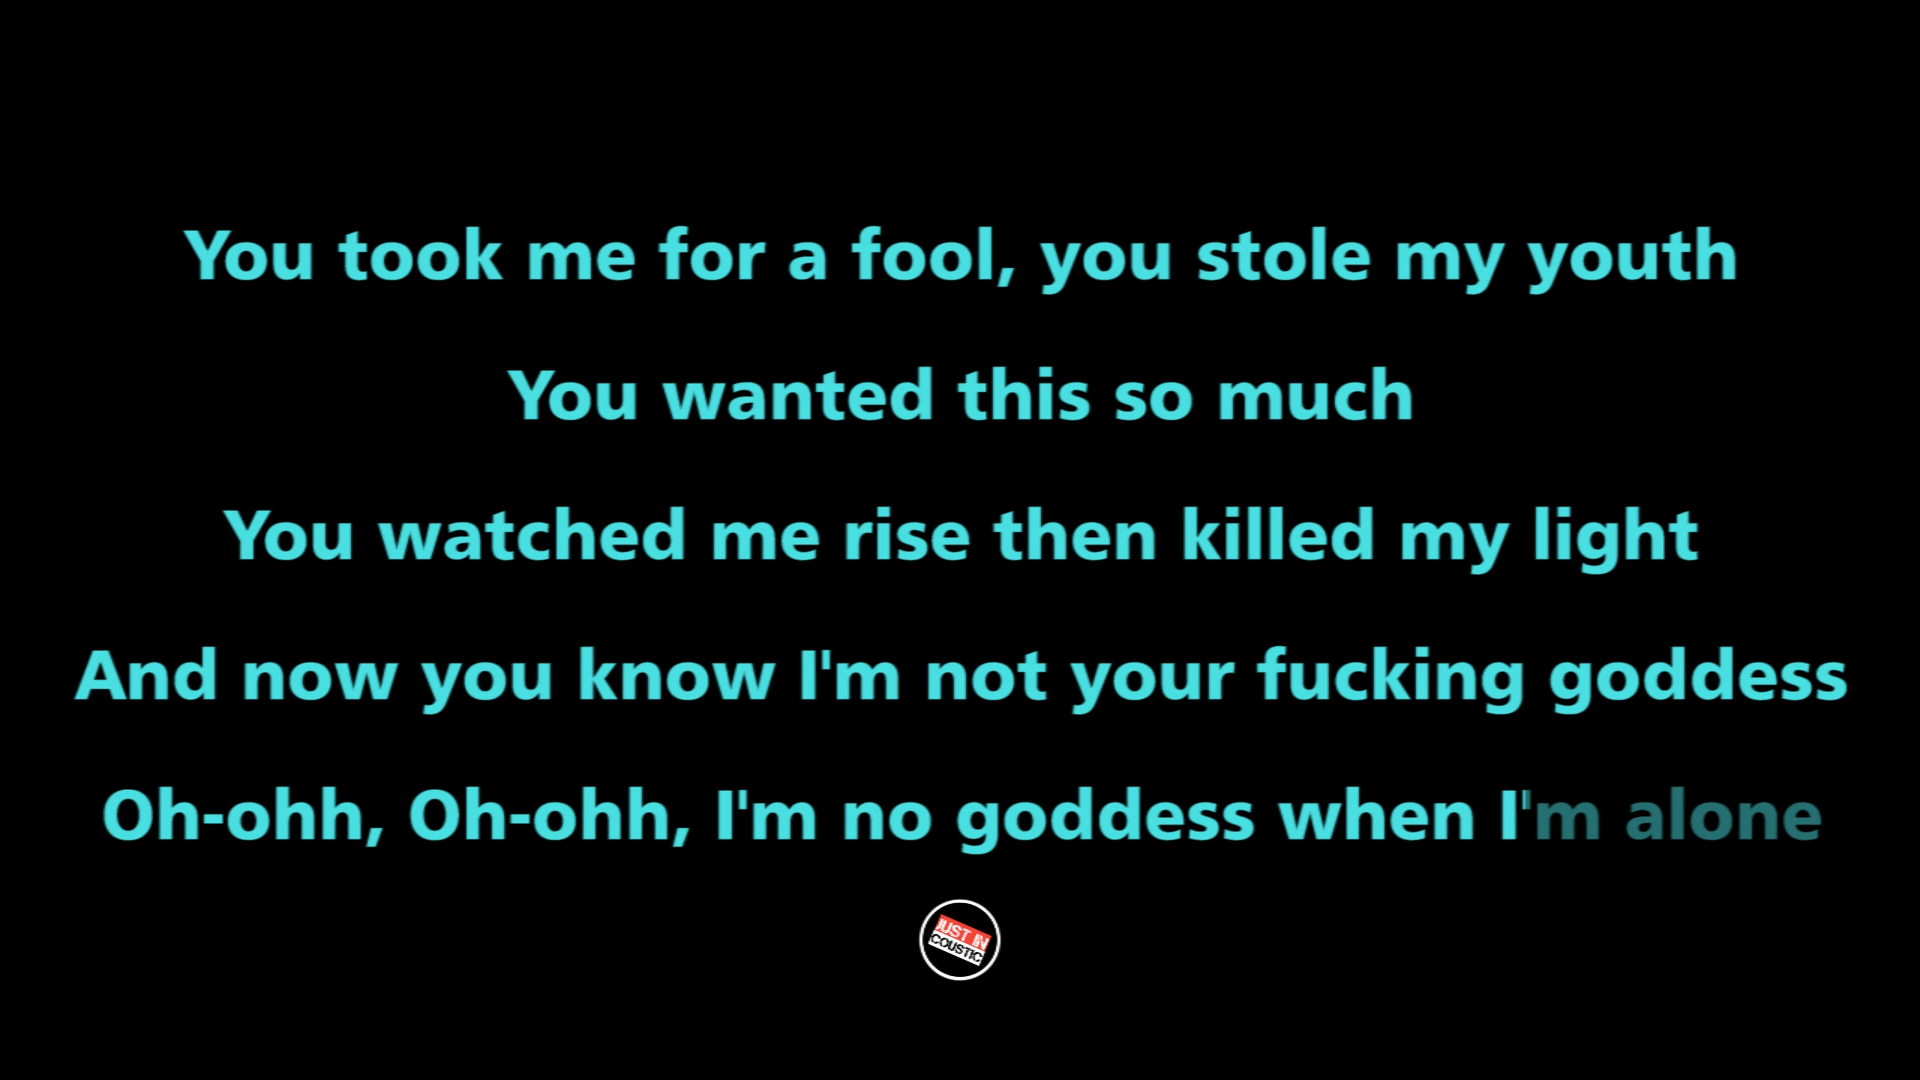 You took me for a fool, you stole my youth
You wanted this so much
You watched me rise then killed my light
And now you know I'm not your fucking goddess
Oh-ohh, Oh-ohh, I'm no goddess when I'm alone
JUST IN
COUSTIC